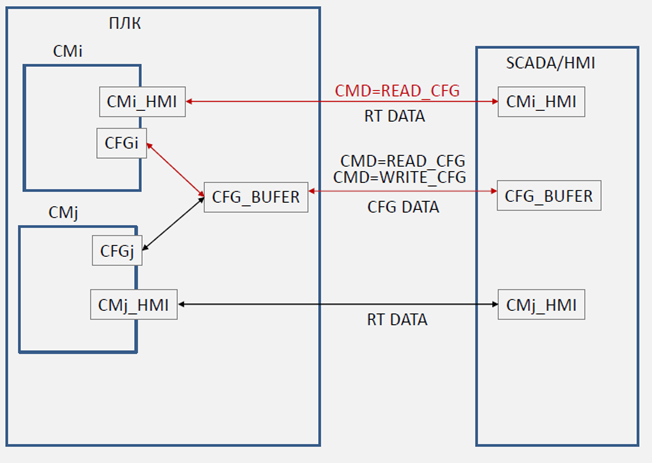 ПЛК
CMi
SCADA/HMI
CMi_HMI
CMD=READ_CFG
RT DATA
CMi_HMI
CFGi
CMD=READ_CFG
CMD=WRITE_CFG
CFG_BUFER
CFG DATA
CFG_BUFER
CMj
CFGj
CMj_HMI
RT DATA
CMj_HMI